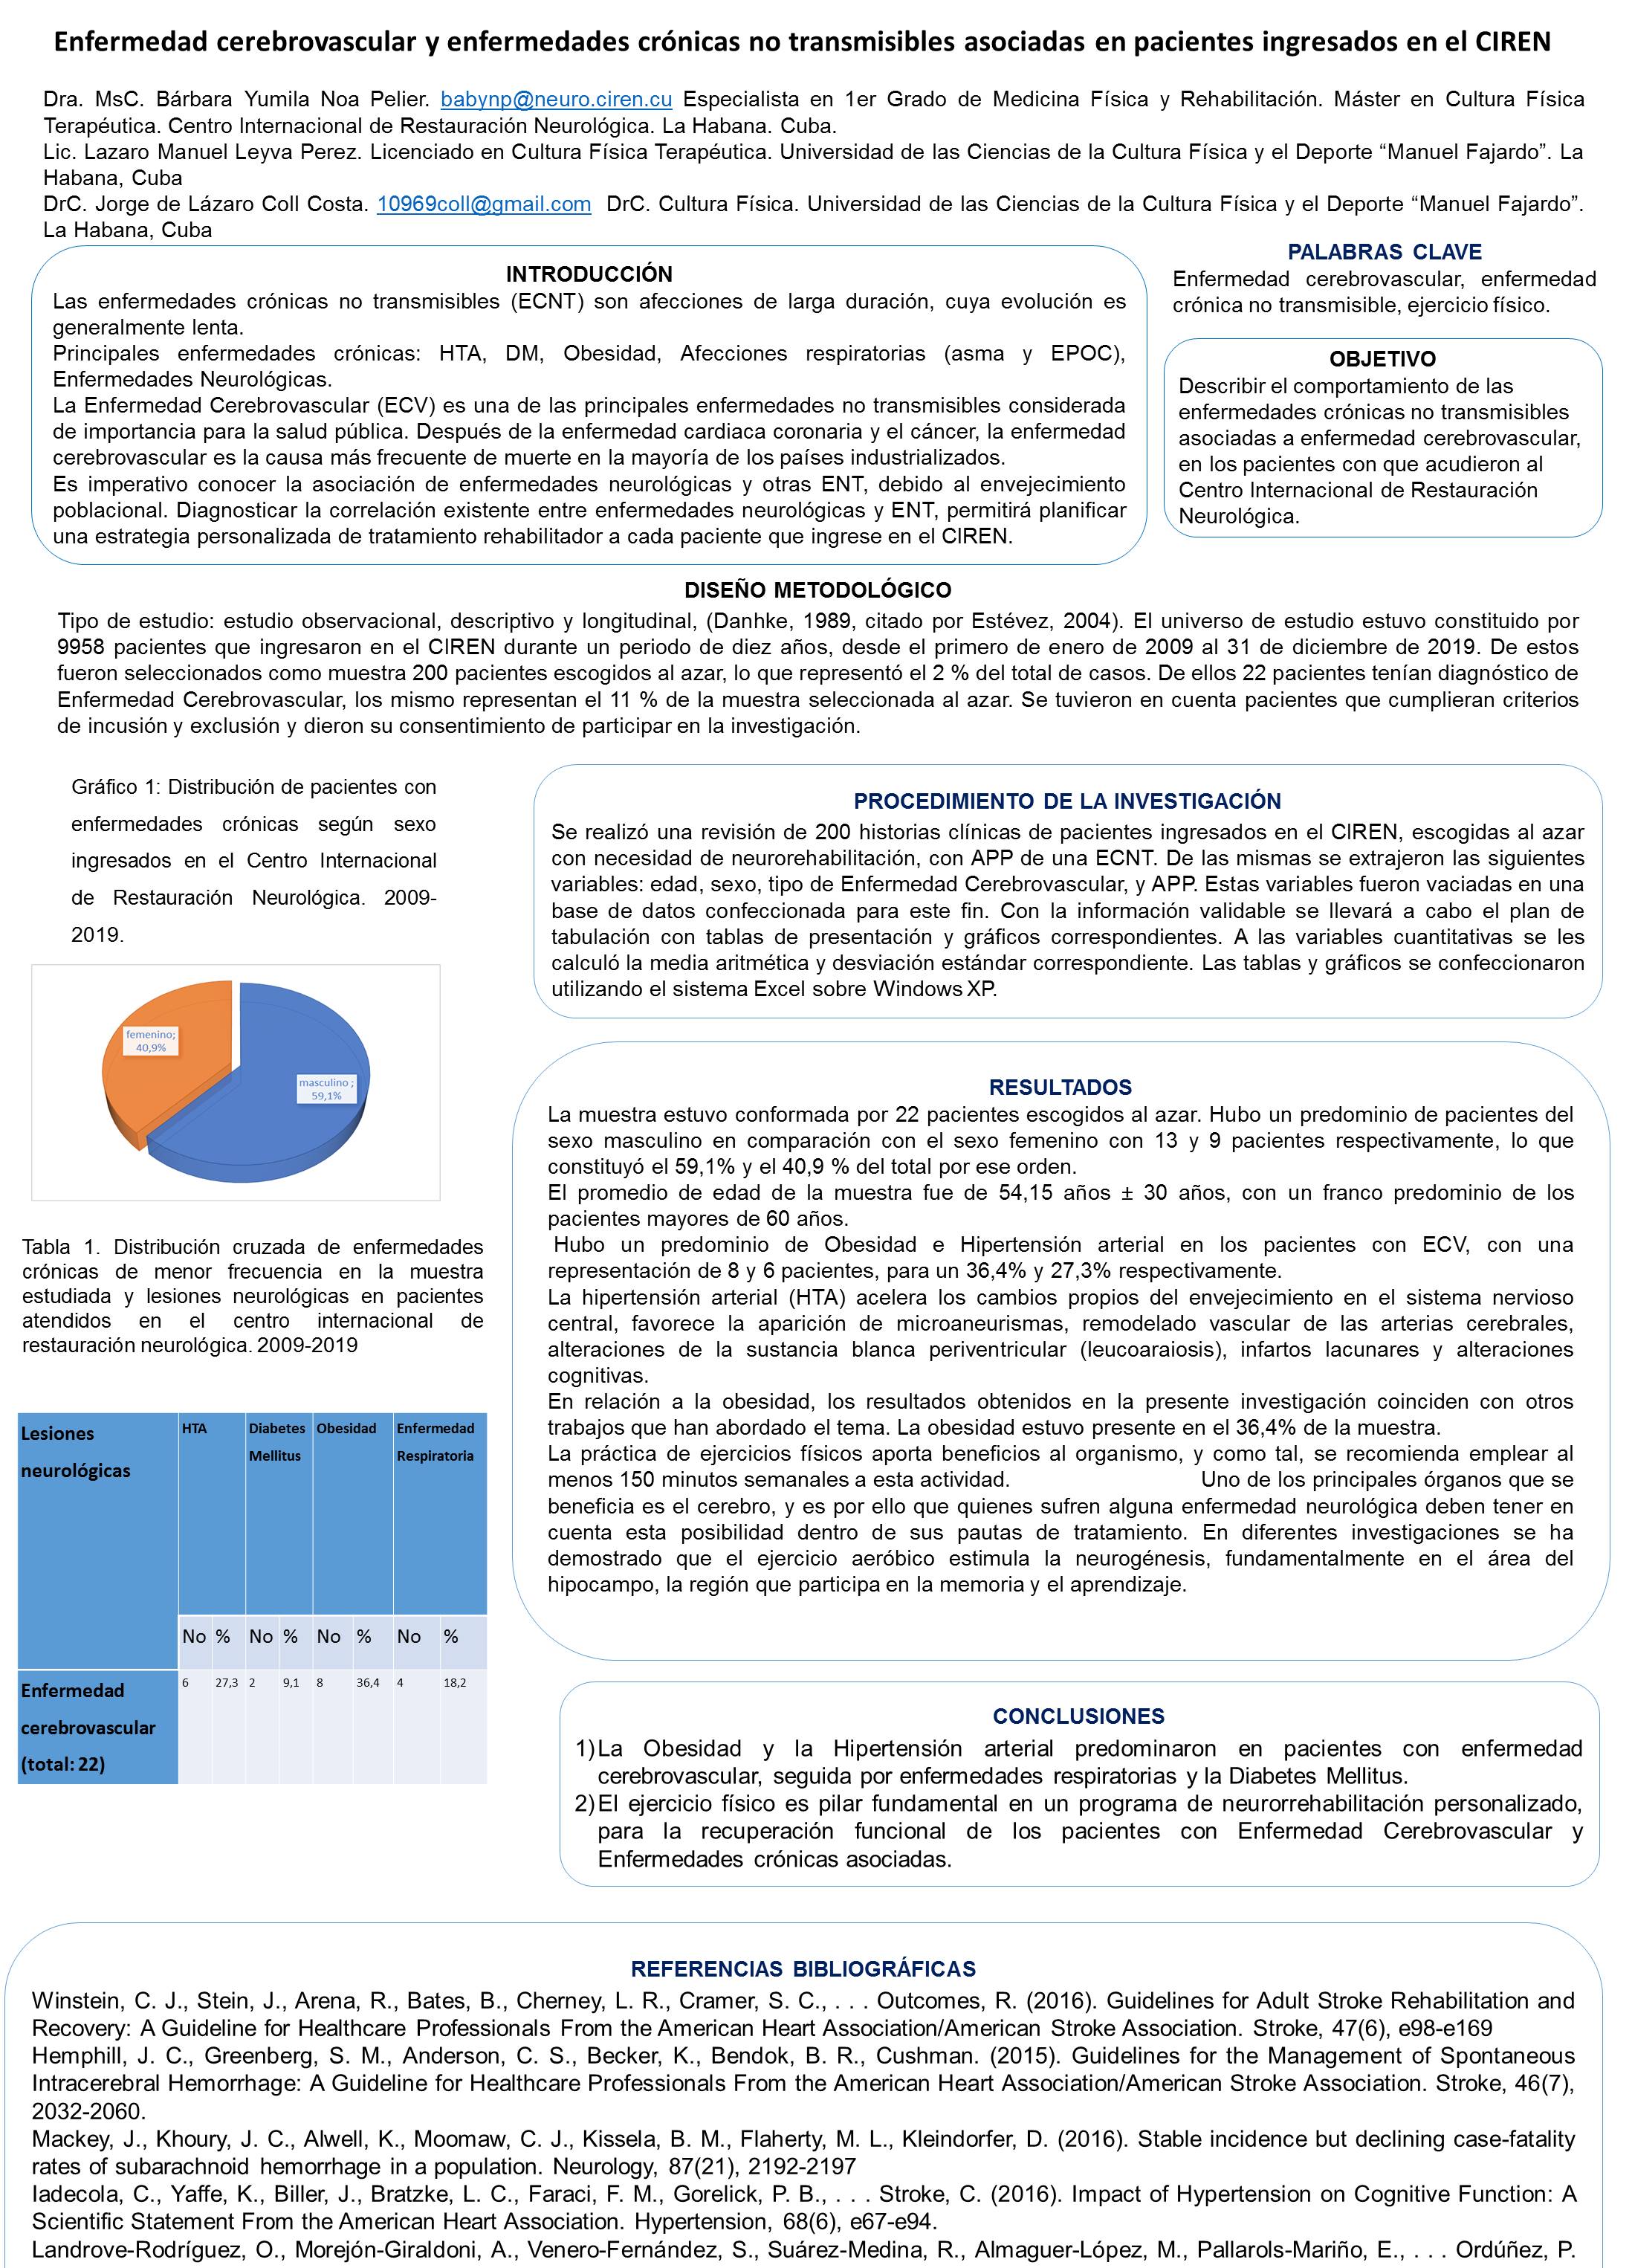 Enfermedad cerebrovascular y enfermedades crónicas no transmisibles asociadas en pacientes ingresados en el CIREN
Dra. MsC. Bárbara Yumila Noa Pelier. babynp@neuro.ciren.cu Especialista en 1er Grado de Medicina Física y Rehabilitación. Máster en Cultura Física
Terapéutica. Centro Internacional de Restauración Neurológica. La Habana. Cuba.
Lic. Lazaro Manuel Leyva Perez. Licenciado en Cultura Física Terapéutica. Universidad de las Ciencias de la Cultura Física y el Deporte “Manuel Fajardo”. La
Habana, Cuba
DrC. Jorge de Lázaro Coll Costa. 10969coll@gmail.com DrC. Cultura Física. Universidad de las Ciencias de la Cultura Física y el Deporte “Manuel Fajardo”.
La Habana, Cuba
INTRODUCCIÓN
Las enfermedades crónicas no transmisibles (ECNT) son afecciones de larga duración, cuya evolución es
generalmente lenta.
Principales enfermedades crónicas: HTA, DM, Obesidad, Afecciones respiratorias (asma y EPOC),
Enfermedades Neurológicas.
La Enfermedad Cerebrovascular (ECV) es una de las principales enfermedades no transmisibles considerada
de importancia para la salud pública. Después de la enfermedad cardiaca coronaria y el cáncer, la enfermedad
cerebrovascular es la causa más frecuente de muerte en la mayoría de los países industrializados.
Es imperativo conocer la asociación de enfermedades neurológicas y otras ENT, debido al envejecimiento
poblacional. Diagnosticar la correlación existente entre enfermedades neurológicas y ENT, permitirá planificar
una estrategia personalizada de tratamiento rehabilitador a cada paciente que ingrese en el CIREN.
PALABRAS CLAVE
Enfermedad cerebrovascular, enfermedad
crónica no transmisible, ejercicio físico.
OBJETIVO
Describir el comportamiento de las
enfermedades crónicas no transmisibles
asociadas a enfermedad cerebrovascular,
en los pacientes con que acudieron al
Centro Internacional de Restauración
Neurológica.
DISEÑO METODOLÓGICO
Tipo de estudio: estudio observacional, descriptivo y longitudinal, (Danhke, 1989, citado por Estévez, 2004). El universo de estudio estuvo constituido por
9958 pacientes que ingresaron en el CIREN durante un periodo de diez años, desde el primero de enero de 2009 al 31 de diciembre de 2019. De estos
fueron seleccionados como muestra 200 pacientes escogidos al azar, lo que representó el 2 % del total de casos. De ellos 22 pacientes tenían diagnóstico de
Enfermedad Cerebrovascular, los mismo representan el 11 % de la muestra seleccionada al azar. Se tuvieron en cuenta pacientes que cumplieran criterios
de incusión y exclusión y dieron su consentimiento de participar en la investigación.
Gráfico 1: Distribución de pacientes con
enfermedades crónicas según sexo
ingresados en el Centro Internacional
de Restauración Neurológica. 2009-
2019.
femenino;
40,9%
masculino ;
59,1%
Tabla 1. Distribución cruzada de enfermedades
crónicas de menor frecuencia en la muestra
estudiada y lesiones neurológicas en pacientes
atendidos en el centro internacional de
restauración neurológica. 2009-2019
Lesiones HTA Diabetes Obesidad Enfermedad
neurológicas Mellitus Respiratoria
No % No % No % No %
Enfermedad 6 27,3 2 9,1 8 36,4 4 18,2
cerebrovascular
(total: 22)
PROCEDIMIENTO DE LA INVESTIGACIÓN
Se realizó una revisión de 200 historias clínicas de pacientes ingresados en el CIREN, escogidas al azar
con necesidad de neurorehabilitación, con APP de una ECNT. De las mismas se extrajeron las siguientes
variables: edad, sexo, tipo de Enfermedad Cerebrovascular, y APP. Estas variables fueron vaciadas en una
base de datos confeccionada para este fin. Con la información validable se llevará a cabo el plan de
tabulación con tablas de presentación y gráficos correspondientes. A las variables cuantitativas se les
calculó la media aritmética y desviación estándar correspondiente. Las tablas y gráficos se confeccionaron
utilizando el sistema Excel sobre Windows XP.
RESULTADOS
La muestra estuvo conformada por 22 pacientes escogidos al azar. Hubo un predominio de pacientes del
sexo masculino en comparación con el sexo femenino con 13 y 9 pacientes respectivamente, lo que
constituyó el 59,1% y el 40,9 % del total por ese orden.
El promedio de edad de la muestra fue de 54,15 años ± 30 años, con un franco predominio de los
pacientes mayores de 60 años.
Hubo un predominio de Obesidad e Hipertensión arterial en los pacientes con ECV, con una
representación de 8 y 6 pacientes, para un 36,4% y 27,3% respectivamente.
La hipertensión arterial (HTA) acelera los cambios propios del envejecimiento en el sistema nervioso
central, favorece la aparición de microaneurismas, remodelado vascular de las arterias cerebrales,
alteraciones de la sustancia blanca periventricular (leucoaraiosis), infartos lacunares y alteraciones
cognitivas.
En relación a la obesidad, los resultados obtenidos en la presente investigación coinciden con otros
trabajos que han abordado el tema. La obesidad estuvo presente en el 36,4% de la muestra.
La práctica de ejercicios físicos aporta beneficios al organismo, y como tal, se recomienda emplear al
menos 150 minutos semanales a esta actividad. Uno de los principales órganos que se
beneficia es el cerebro, y es por ello que quienes sufren alguna enfermedad neurológica deben tener en
cuenta esta posibilidad dentro de sus pautas de tratamiento. En diferentes investigaciones se ha
demostrado que el ejercicio aeróbico estimula la neurogénesis, fundamentalmente en el área del
hipocampo, la región que participa en la memoria y el aprendizaje.
CONCLUSIONES
1)La Obesidad y la Hipertensión arterial predominaron en pacientes con enfermedad
cerebrovascular, seguida por enfermedades respiratorias y la Diabetes Mellitus.
2)El ejercicio físico es pilar fundamental en un programa de neurorrehabilitación personalizado,
para la recuperación funcional de los pacientes con Enfermedad Cerebrovascular y
Enfermedades crónicas asociadas.
REFERENCIAS BIBLIOGRÁFICAS
Winstein, C. J., Stein, J., Arena, R., Bates, B., Cherney, L. R., Cramer, S. C., . . . Outcomes, R. (2016). Guidelines for Adult Stroke Rehabilitation and
Recovery: A Guideline for Healthcare Professionals From the American Heart Association/American Stroke Association. Stroke, 47(6), e98-e169
Hemphill, J. C., Greenberg, S. M., Anderson, C. S., Becker, K., Bendok, B. R., Cushman. (2015). Guidelines for the Management of Spontaneous
Intracerebral Hemorrhage: A Guideline for Healthcare Professionals From the American Heart Association/American Stroke Association. Stroke, 46(7),
2032-2060.
Mackey, J., Khoury, J. C., Alwell, K., Moomaw, C. J., Kissela, B. M., Flaherty, M. L., Kleindorfer, D. (2016). Stable incidence but declining case-fatality
rates of subarachnoid hemorrhage in a population. Neurology, 87(21), 2192-2197
Iadecola, C., Yaffe, K., Biller, J., Bratzke, L. C., Faraci, F. M., Gorelick, P. B., . . . Stroke, C. (2016). Impact of Hypertension on Cognitive Function: A
Scientific Statement From the American Heart Association. Hypertension, 68(6), e67-e94.
Landrove-Rodríguez, O., Morejón-Giraldoni, A., Venero-Fernández, S., Suárez-Medina, R., Almaguer-López, M., Pallarols-Mariño, E., . . . Ordúñez, P.